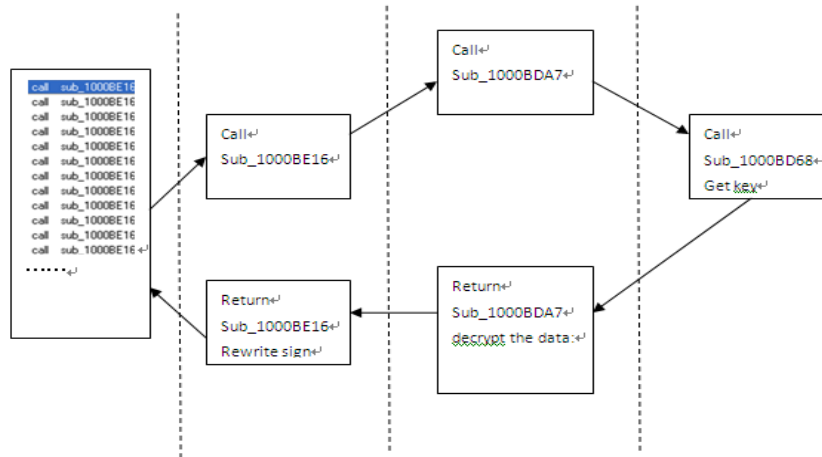 call sub_1000BE16
call sub_1000BE16
call sub_1000BE16
call sub_1000BE16
call sub_1000BE16
call sub_1000BE16
call sub_1000BE16
call sub_1000BE16
call sub_1000BE16
call sub_1000BE16
call sub_1000BE16
call sub_1000BE16
......
Call
Sub_1000BE16
Call
Sub_1000BDA7
Call
Sub_1000BD68
Get key
Return
Sub_1000BDA7
decrypt the data:
Return
Sub_1000BE16
Rewrite sign